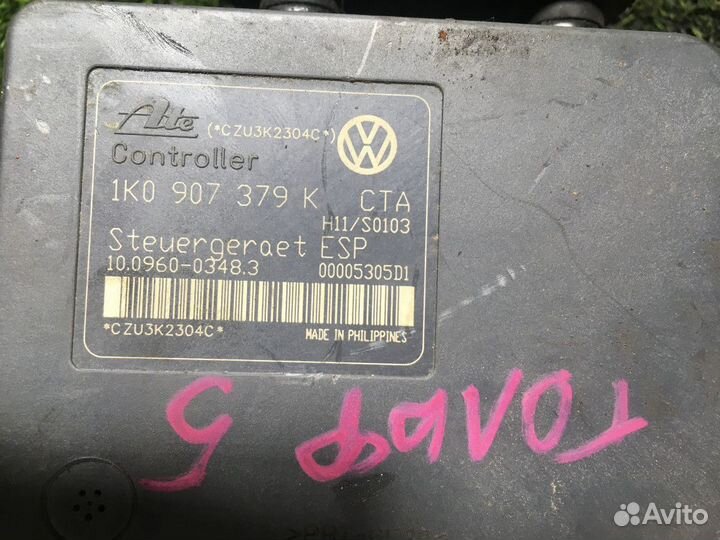 Ate (*CZU3K2304C*)
Controller
1K0 907 379 K CTA
H11/S0103
Steuergeraet ESP
10.0960-0348.3 00005305D1
*CZU3K2304C* MADE IN PHILIPPINES
ГОЛЬФ
5
Avito